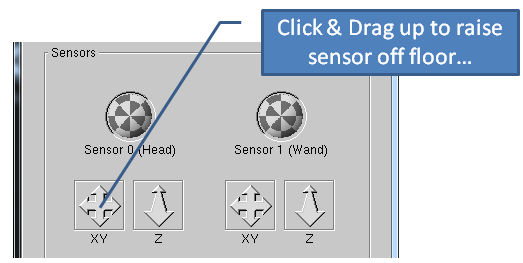 Click & Drag up to raise
sensor off floor...
Sensors
Sensor 0 (Head)
Sensor 1 (Wand)
XY
Z
XY
Z